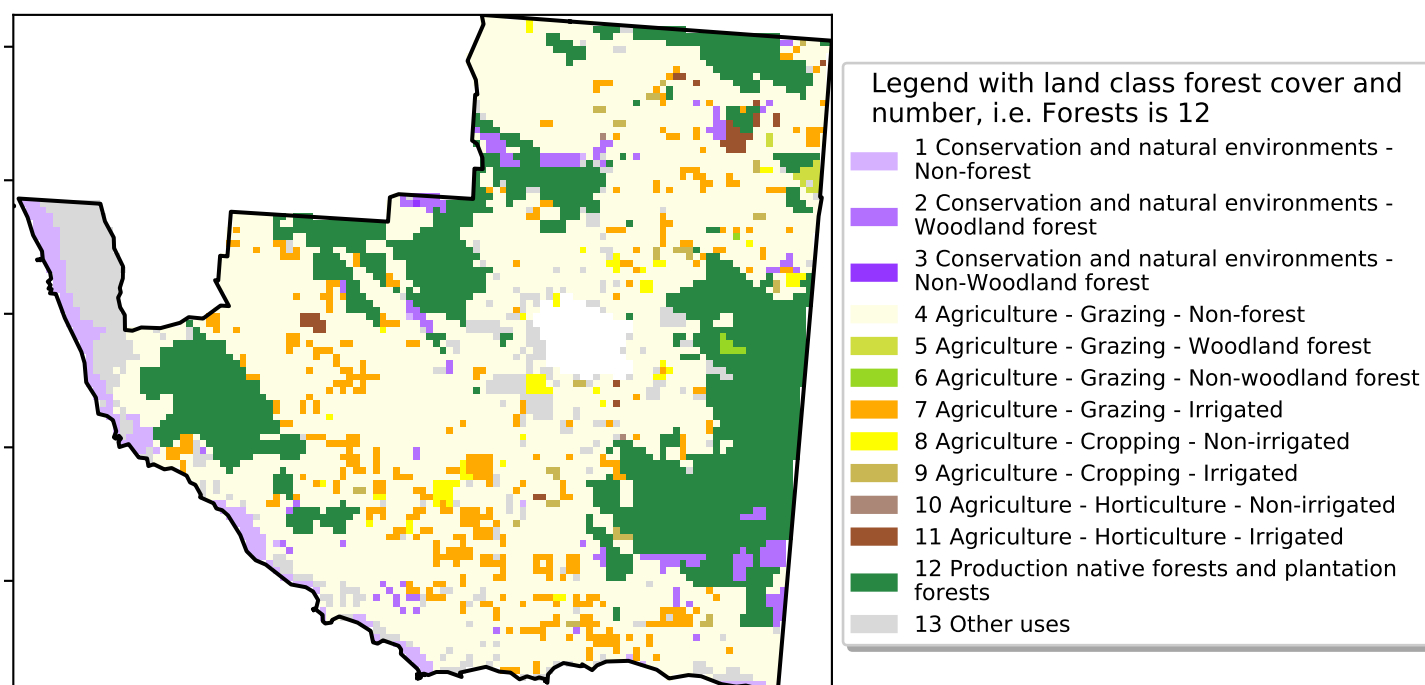 Legend with land class forest cover and
number, i.e. Forests is 12
1 Conservation and natural environments -
Non-forest
2 Conservation and natural environments -
Woodland forest
3 Conservation and natural environments -
Non-Woodland forest
4 Agriculture - Grazing - Non-forest
5 Agriculture - Grazing - Woodland forest
6 Agriculture - Grazing - Non-woodland forest
7 Agriculture - Grazing - Irrigated
8 Agriculture - Cropping - Non-irrigated
9 Agriculture - Cropping - Irrigated
10 Agriculture - Horticulture - Non-irrigated
11 Agriculture - Horticulture - Irrigated
12 Production native forests and plantation
forests
13 Other uses